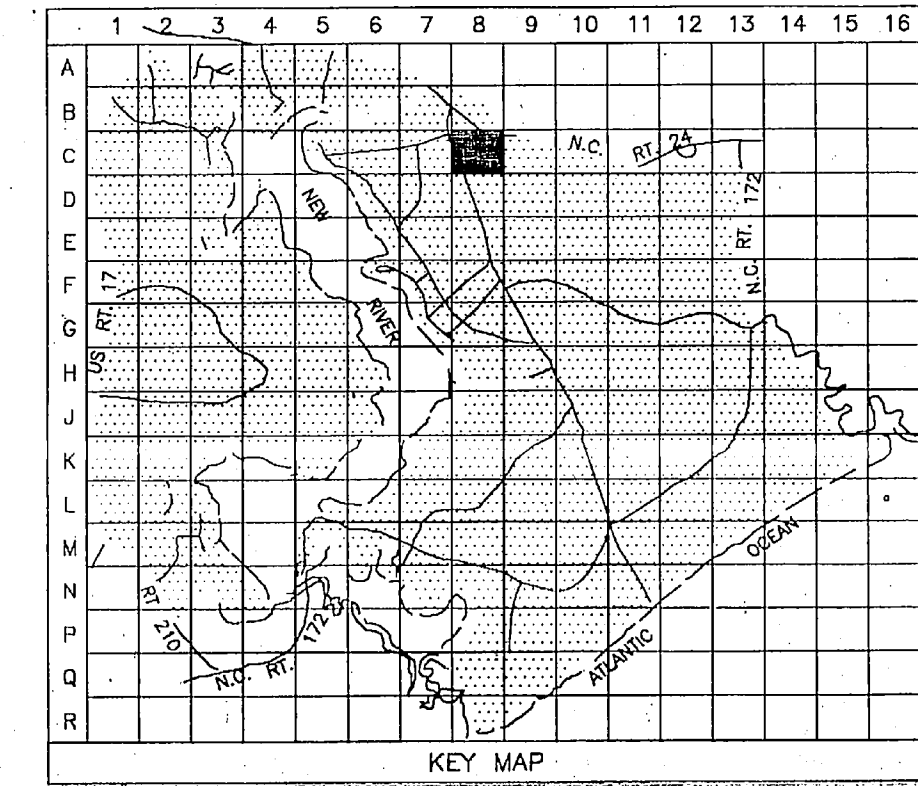 1 2 3 4 5 6 7 8 9 10 11 12 13 14 15 16
A
B
C
N.C. RT. 24
D
NEW
N.C. RT. 172
E
F
US RT. 17
G
RIVER
H
J
K
L
M
OCEAN
N
RT 210
P
172
ATLANTIC
Q
N.C. RT.
R
KEY MAP